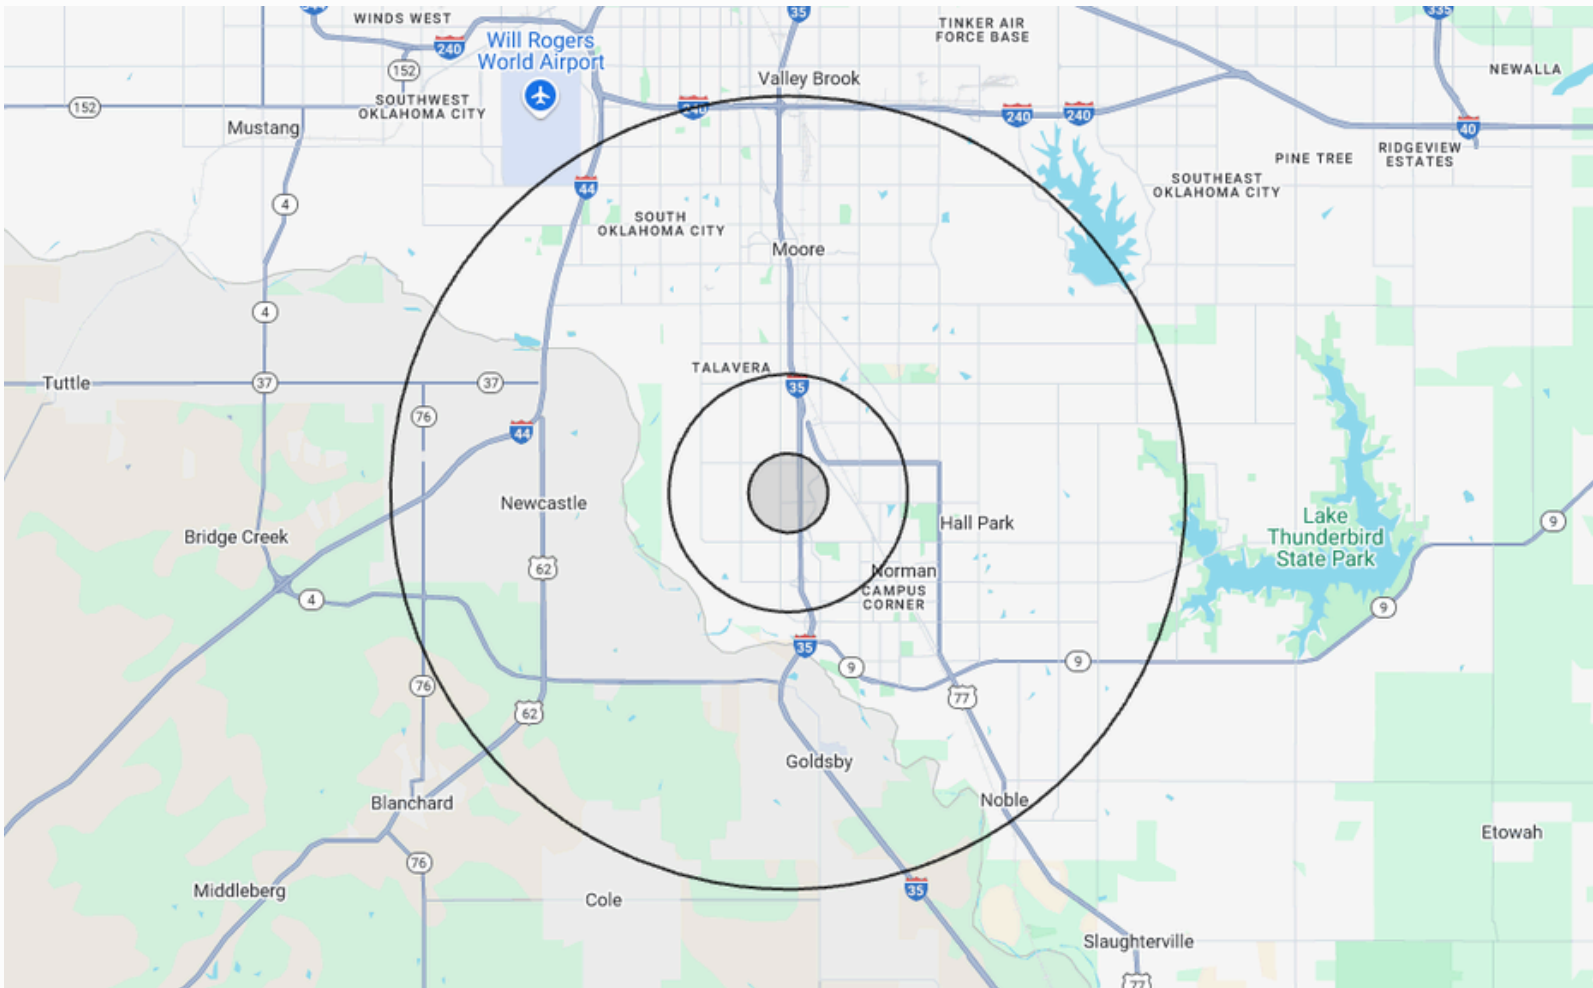 35
335
WINDS WEST
TINKER AIR
FORCE BASE
240
Will Rogers
World Airport
152
Valley Brook
NEWALLA
SOUTHWEST
OKLAHOMA CITY
152
240
240
240
Mustang
40
RIDGEVIEW
ESTATES
PINE TREE
SOUTHEAST
OKLAHOMA CITY
44
4
SOUTH
OKLAHOMA CITY
Moore
4
TALAVERA
Tuttle
37
37
35
76
44
Newcastle
Hall Park
Lake
Thunderbird
State Park
9
Bridge Creek
62
Norman
CAMPUS
CORNER
4
9
35
9
9
76
77
62
Goldsby
Blanchard
Noble
Etowah
76
Middleberg
35
Cole
Slaughterville
77